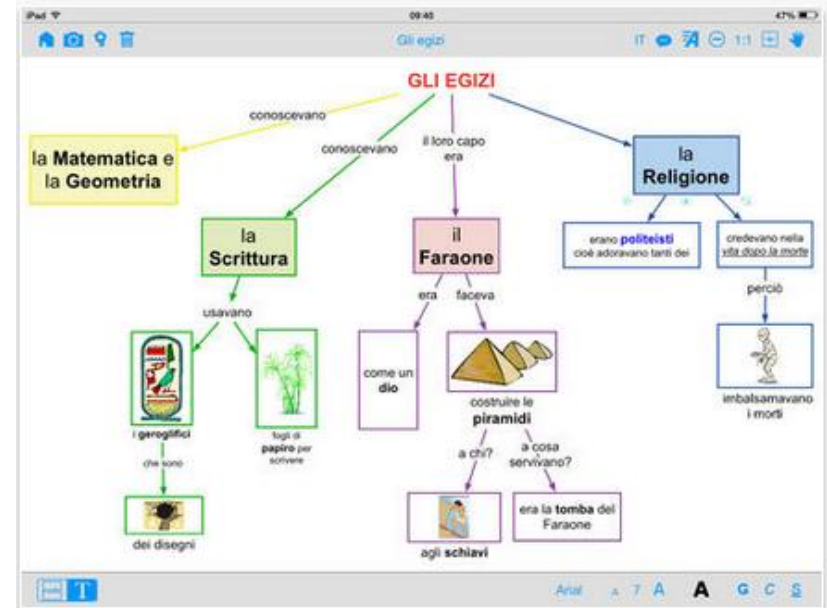 iPad
09:40
47%
Gli egizi
IT
1:1
GLI EGIZI
conoscevano
conoscevano
il loro capo
era
la Matematica e
la Geometria
la
Scrittura
il
Faraone
la
Religione
erano politeisti
cioè adoravano tanti dei
credevano nella
vita dopo la morte
perciò
imbalsamavano
i morti
usavano
i geroglifici
che sono
dei disegni
fogli di
papiro per
scrivere
era
faceva
come un
dio
costruire le
piramidi
a chi?
a cosa
servivano?
agli schiavi
era la tomba del
Faraone
T
Arial
A 7 A
A
G C S